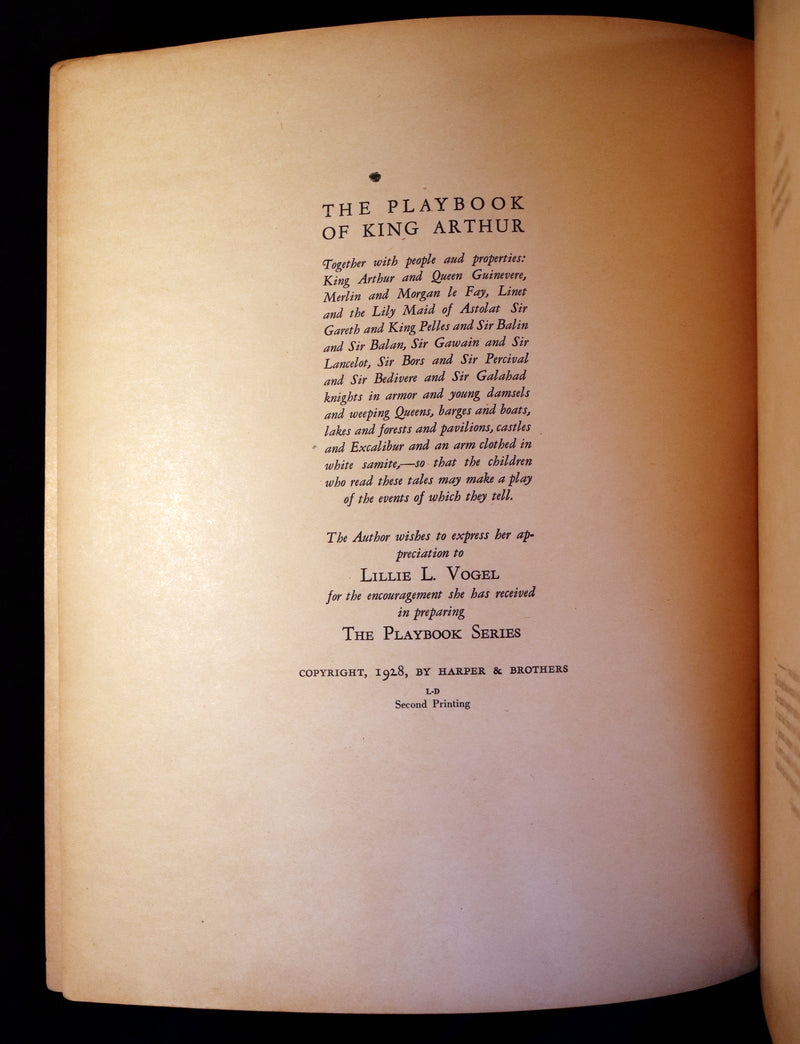 THE PLAYBOOK
OF KING ARTHUR
Together with people aud properties:
King Arthur and Queen Guinevere,
Merlin and Morgan le Fay, Linet
and the Lily Maid of Astolat Sir
Gareth and King Pelles and Sir Balin
and Sir Balan, Sir Gawain and Sir
Lancelot, Sir Bors and Sir Percival
and Sir Bedivere and Sir Galahad
knights in armor and young damsels
and weeping Queens, barges and boats,
lakes and forests and pavilions, castles
and Excalibur and an arm clothed in
white samite,—so that the children
who read these tales may make a play
of the events of which they tell.
The Author wishes to express her ap-
preciation to
LILLIE L. VOGEL
for the encouragement she has received
in preparing
THE PLAYBOOK SERIES
COPYRIGHT, 1928, BY HARPER & BROTHERS
L-D
Second Printing